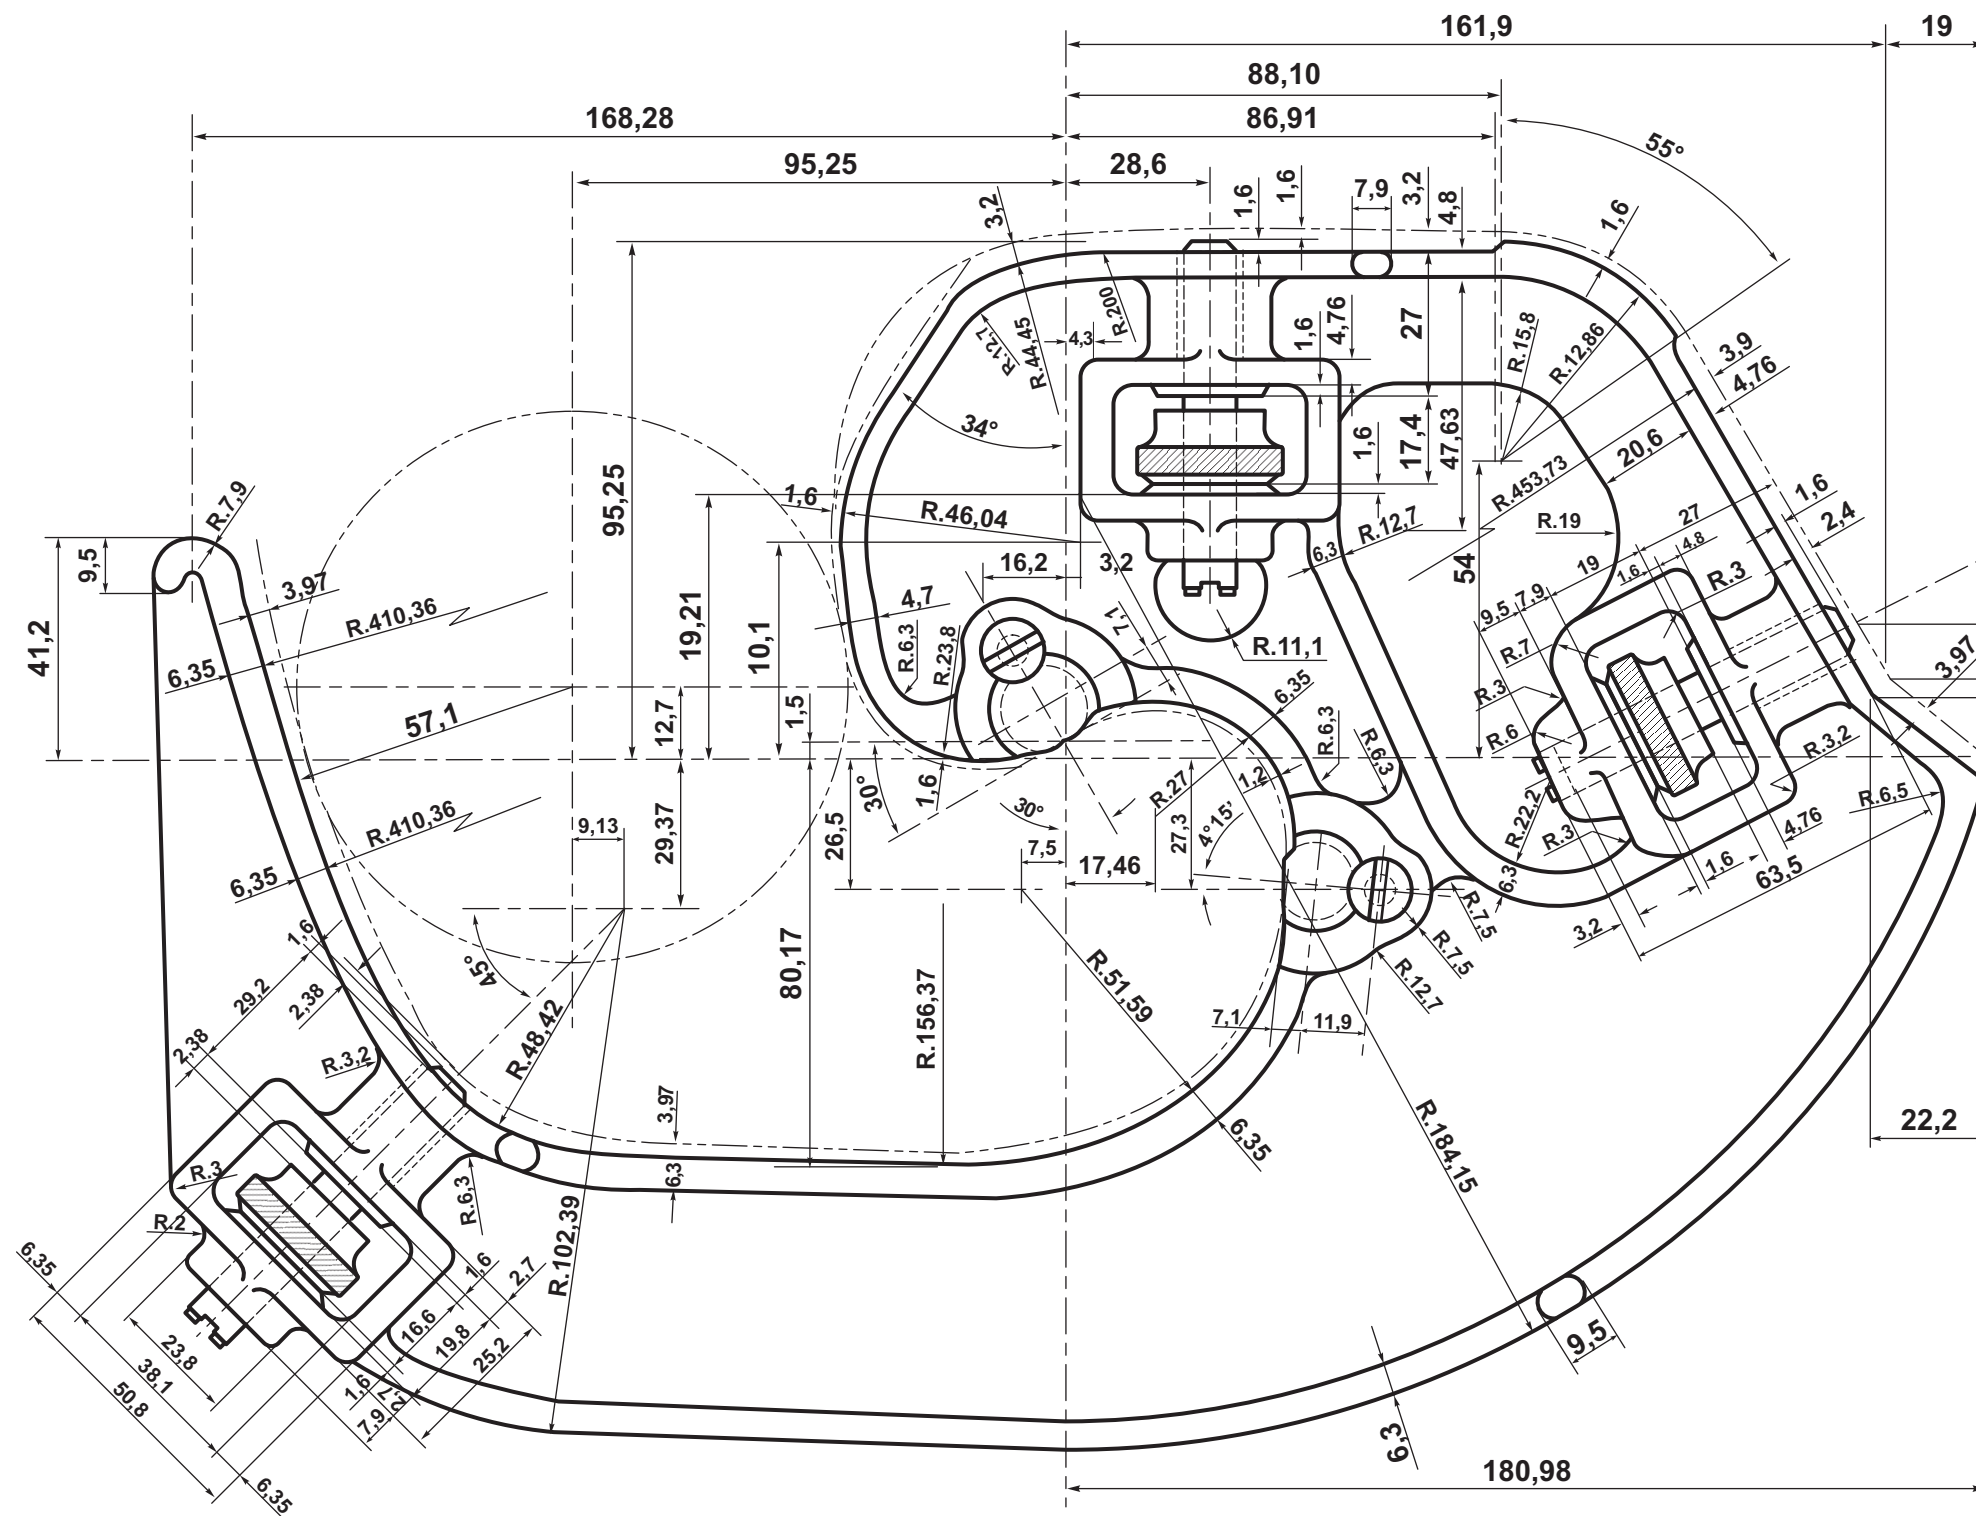 161,9
19
88,10
168,28
86,91
95,25
28,6
55°
3,2
1,6
1,6
7,9
3,2
4,8
1,6
R.200
R.12,7
R.44,45
4,3
1,6
4,76
27
R.15,8
R.12,86
3,9
4,76
34°
95,25
1,6
17,4
47,63
20,6
R.453,73
1,6
R.46,04
R.7,9
9,5
R.12,7
R.19
27
1,6
2,4
6,3
54
16,2
3,2
3,97
R.410,36
41,2
4,7
19,21
10,1
7,1
19
1,6
4,8
R.3
9,5
7,9
R.6,3
R.23,8
R.11,1
R.7
3,97
6,35
57,1
12,7
1,5
6,35
R.3
R.6,3
R.6,3
R.6
R.3,2
30°
1,6
30°
R.27
1,2
R.410,36
9,13
29,37
26,5
7,5
17,46
27,3
4°15'
R.22,2
R.3
4,76
R.6,5
6,35
1,6
63,5
6,3
R.7,5
3,2
1,6
45°
80,17
R.156,37
R.51,59
R.7,5
R.12,7
29,2
2,38
2,38
R.48,42
7,1
11,9
R.3,2
3,97
6,35
R.184,15
22,2
R.3
6,3
R.6,3
R.2
R.102,39
6,35
1,6
2,7
16,6
19,8
25,2
23,8
38,1
50,8
1,6
2,7
7,9
6,35
9,5
6,3
180,98